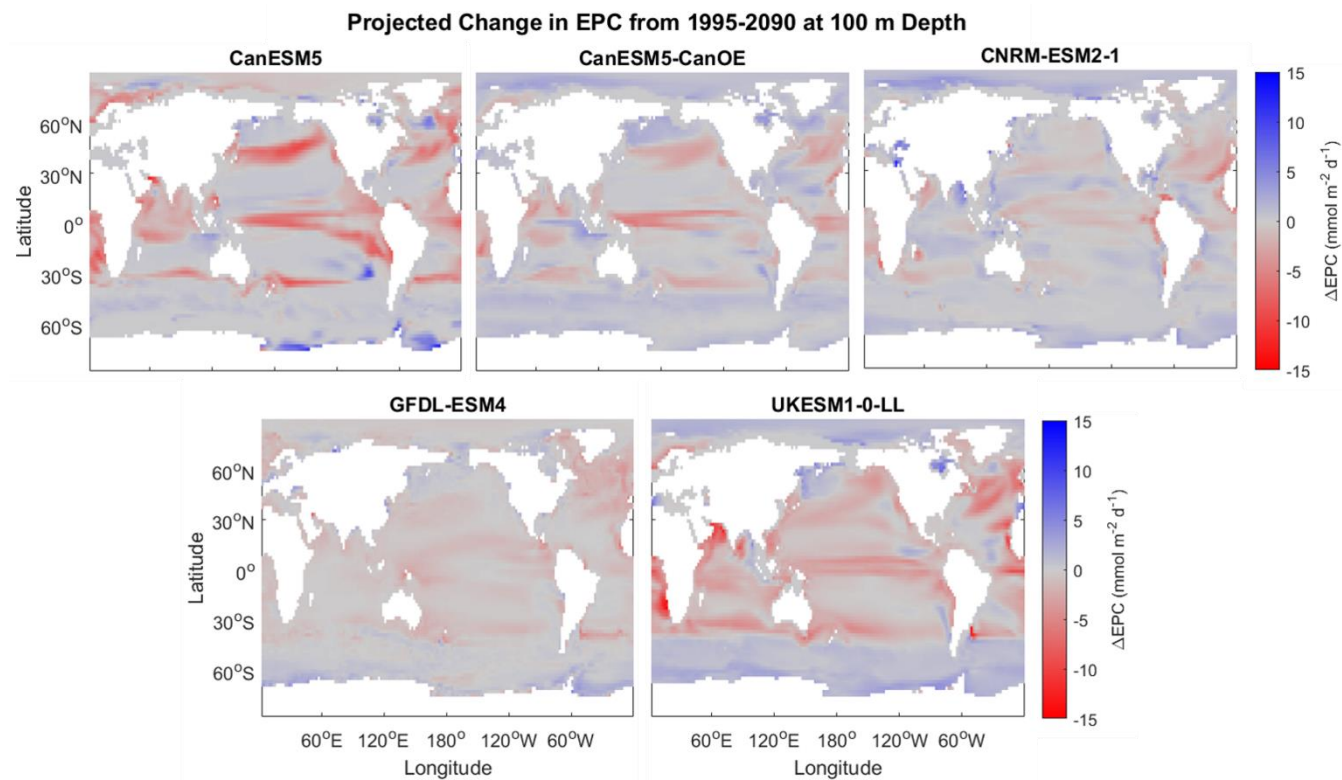 Projected Change in EPC from 1995-2090 at 100 m Depth
CanESM5
CanESM5-CanOE
CNRM-ESM2-1
60°N
30°N
0°
30°S
60°S
Latitude
15
10
5
0
-5
-10
-15
ΔEPC (mmol m⁻² d⁻¹)
GFDL-ESM4
UKESM1-0-LL
60°N
30°N
0°
30°S
60°S
Latitude
60°E 120°E 180° 120°W 60°W
Longitude
60°E 120°E 180° 120°W 60°W
Longitude
15
10
5
0
-5
-10
-15
ΔEPC (mmol m⁻² d⁻¹)